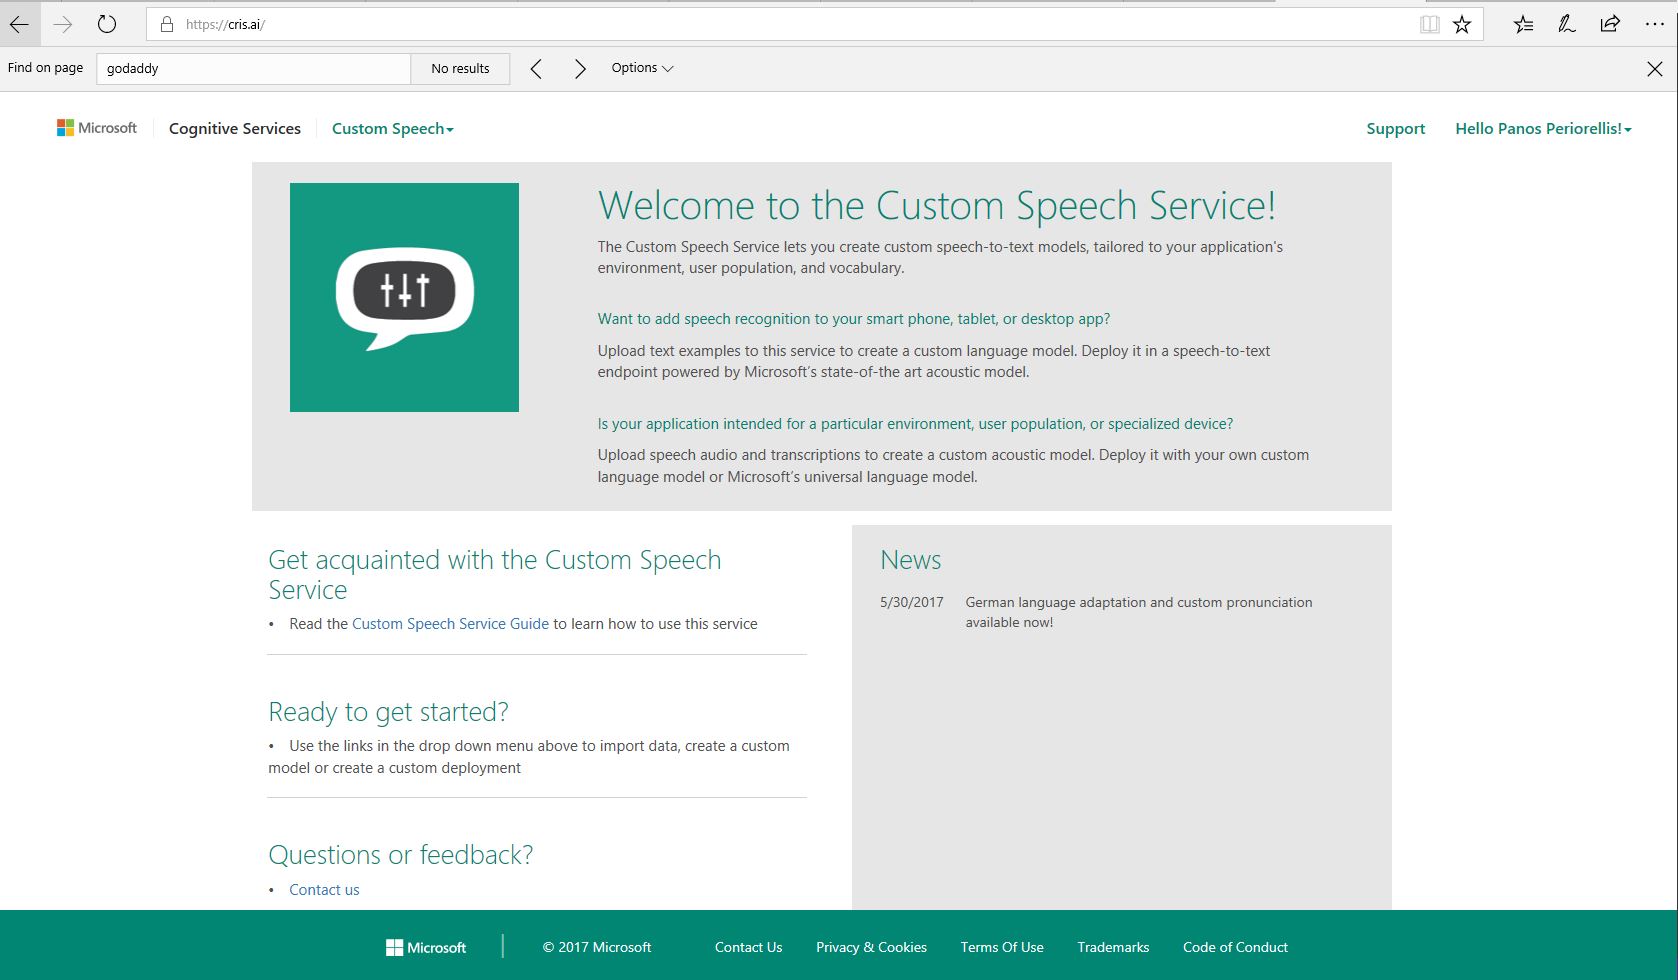 https://cris.ai/
Find on page
godaddy
No results
Options
Microsoft
Cognitive Services
Custom Speech
Support
Hello Panos Periorellis!
Welcome to the Custom Speech Service!
The Custom Speech Service lets you create custom speech-to-text models, tailored to your application's
environment, user population, and vocabulary.
Want to add speech recognition to your smart phone, tablet, or desktop app?
Upload text examples to this service to create a custom language model. Deploy it in a speech-to-text
endpoint powered by Microsoft’s state-of-the art acoustic model.
Is your application intended for a particular environment, user population, or specialized device?
Upload speech audio and transcriptions to create a custom acoustic model. Deploy it with your own custom
language model or Microsoft’s universal language model.
Get acquainted with the Custom Speech
Service
• Read the Custom Speech Service Guide to learn how to use this service
Ready to get started?
• Use the links in the drop down menu above to import data, create a custom
model or create a custom deployment
Questions or feedback?
• Contact us
News
5/30/2017 German language adaptation and custom pronunciation
available now!
Microsoft
© 2017 Microsoft
Contact Us
Privacy & Cookies
Terms Of Use
Trademarks
Code of Conduct